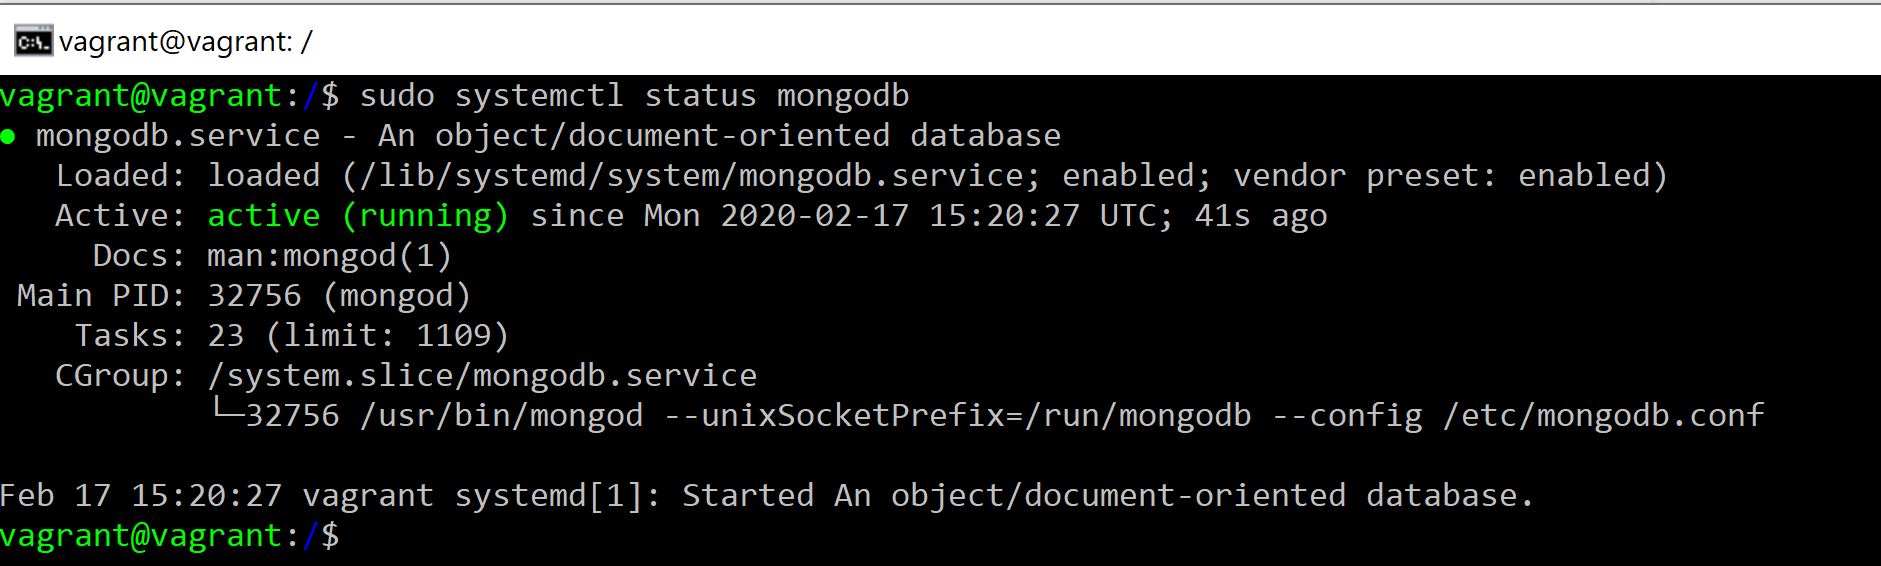 vagrant@vagrant: /
vagrant@vagrant:/$ sudo systemctl status mongodb
● mongodb.service - An object/document-oriented database
   Loaded: loaded (/lib/systemd/system/mongodb.service; enabled; vendor preset: enabled)
   Active: active (running) since Mon 2020-02-17 15:20:27 UTC; 41s ago
     Docs: man:mongod(1)
 Main PID: 32756 (mongod)
    Tasks: 23 (limit: 1109)
   CGroup: /system.slice/mongodb.service
           └─32756 /usr/bin/mongod --unixSocketPrefix=/run/mongodb --config /etc/mongodb.conf
Feb 17 15:20:27 vagrant systemd[1]: Started An object/document-oriented database.
vagrant@vagrant:/$